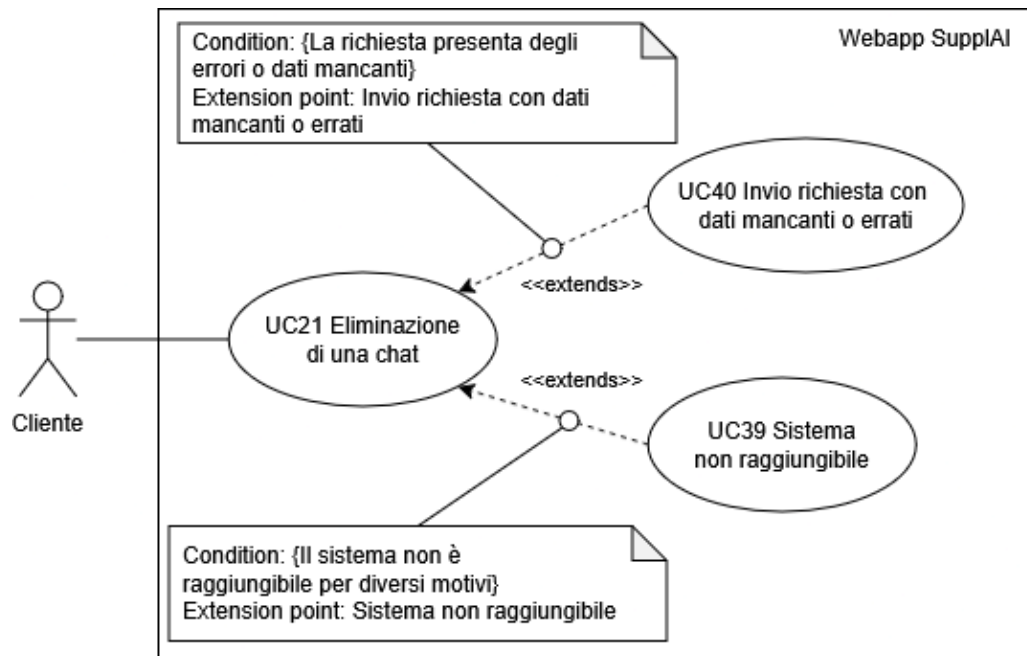 Webapp SupplAI
Condition: {La richiesta presenta degli
errori o dati mancanti}
Extension point: Invio richiesta con dati
mancanti o errati
UC40 Invio richiesta con
dati mancanti o errati
<<extends>>
UC21 Eliminazione
di una chat
Cliente
<<extends>>
UC39 Sistema
non raggiungibile
Condition: {Il sistema non è
raggiungibile per diversi motivi}
Extension point: Sistema non raggiungibile